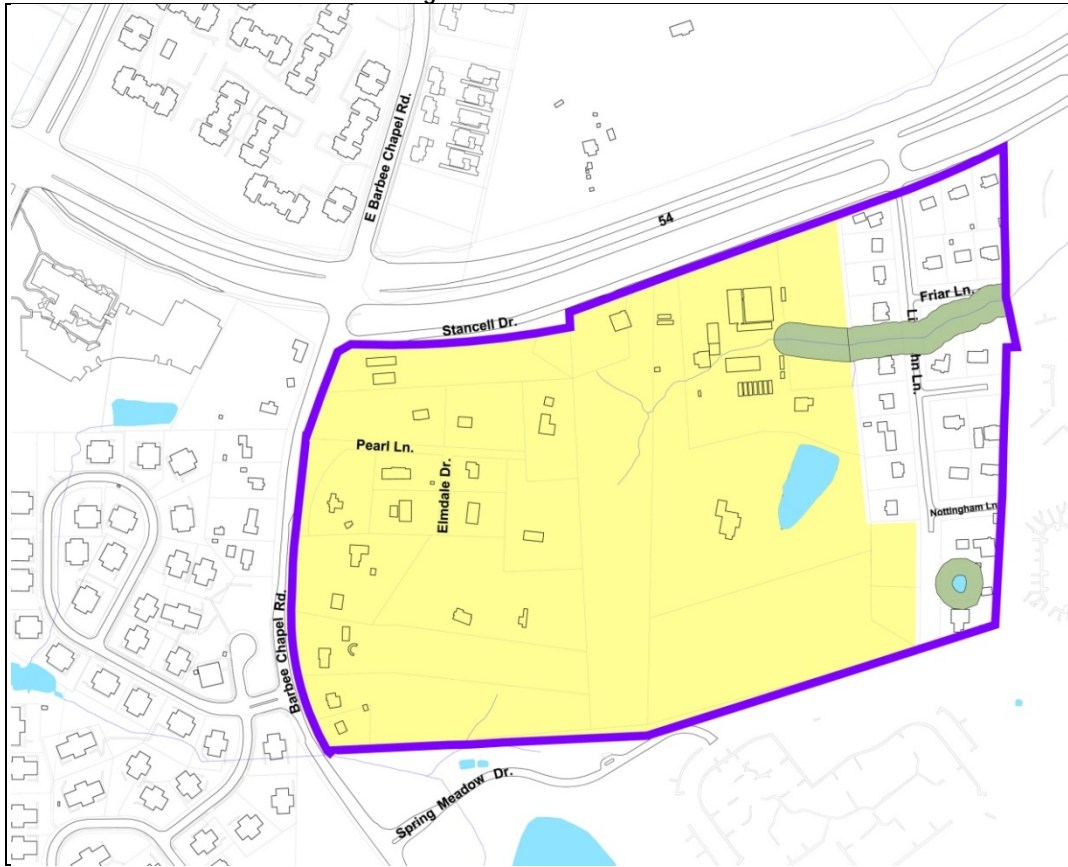 E Barbee Chapel Rd.
54
Stancell Dr.
Friar Ln.
Pearl Ln.
Elmdale Dr.
Nottingham Ln
Barbee Chapel Rd.
Spring Meadow Dr.